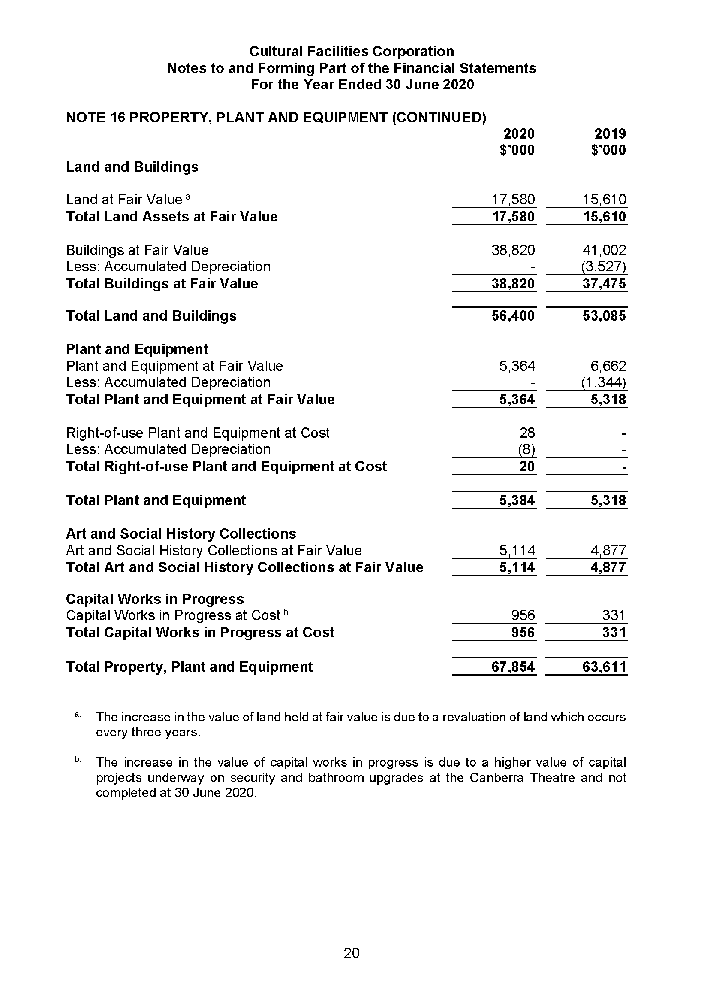 Cultural Facilities Corporation
Notes to and Forming Part of the Financial Statements
For the Year Ended 30 June 2020
NOTE 16 PROPERTY, PLANT AND EQUIPMENT (CONTINUED)
2020 2019
$’000 $’000
Land and Buildings
Land at Fair Value a 17,580 15,610
Total Land Assets at Fair Value 17,580 15,610
Buildings at Fair Value 38,820 41,002
Less: Accumulated Depreciation - (3,527)
Total Buildings at Fair Value 38,820 37,475
Total Land and Buildings 56,400 53,085
Plant and Equipment
Plant and Equipment at Fair Value 5,364 6,662
Less: Accumulated Depreciation - (1,344)
Total Plant and Equipment at Fair Value 5,364 5,318
Right-of-use Plant and Equipment at Cost 28 -
Less: Accumulated Depreciation (8) -
Total Right-of-use Plant and Equipment at Cost 20 -
Total Plant and Equipment 5,384 5,318
Art and Social History Collections
Art and Social History Collections at Fair Value 5,114 4,877
Total Art and Social History Collections at Fair Value 5,114 4,877
Capital Works in Progress
Capital Works in Progress at Cost b 956 331
Total Capital Works in Progress at Cost 956 331
Total Property, Plant and Equipment 67,854 63,611
a. The increase in the value of land held at fair value is due to a revaluation of land which occurs
every three years.
b. The increase in the value of capital works in progress is due to a higher value of capital
projects underway on security and bathroom upgrades at the Canberra Theatre and not
completed at 30 June 2020.
20